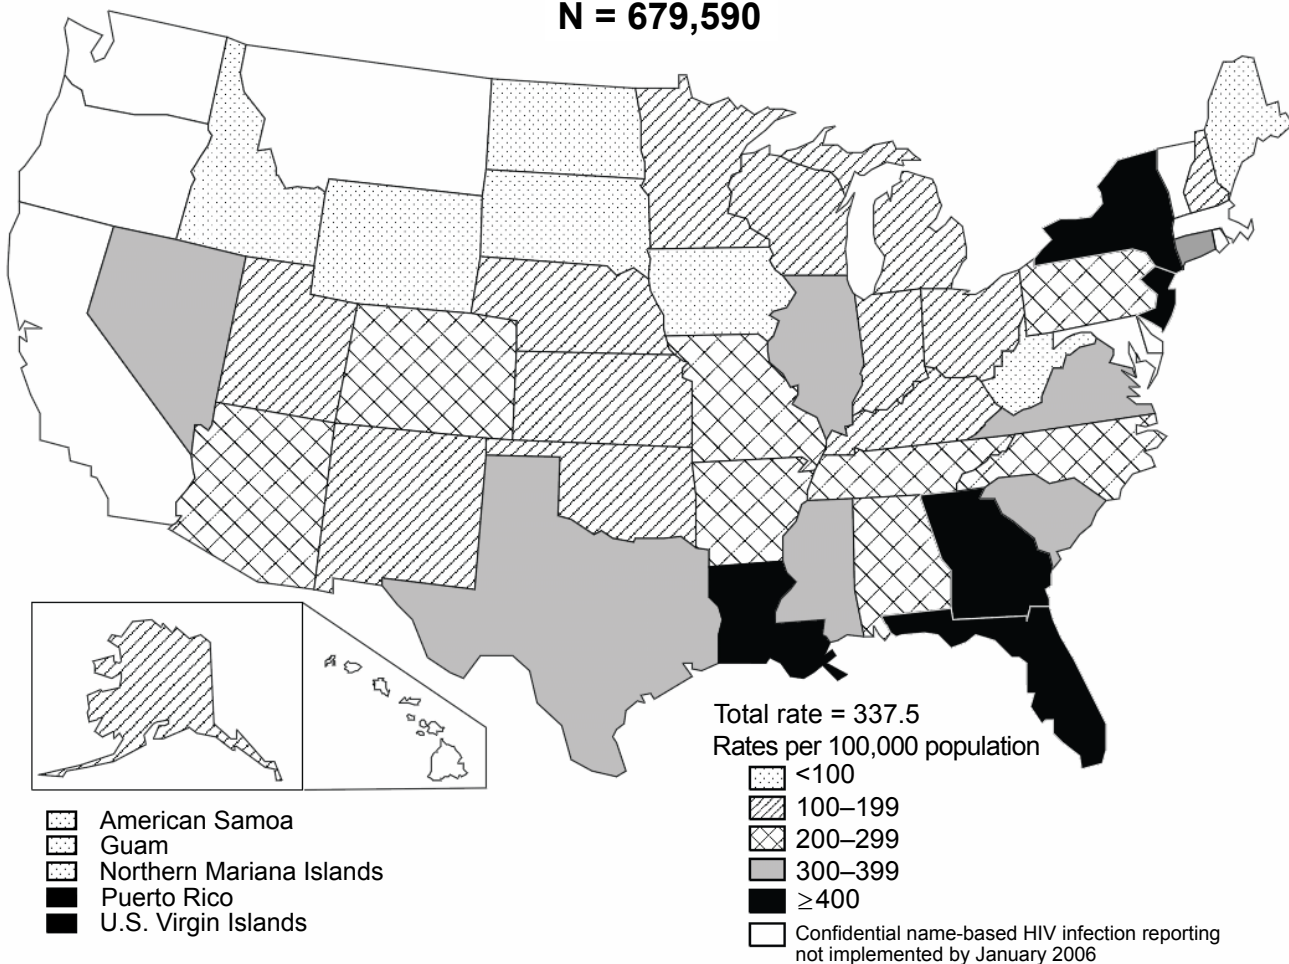 N = 679,590
Total rate = 337.5
Rates per 100,000 population
<100
100–199
200–299
300–399
≥400
Confidential name-based HIV infection reporting
not implemented by January 2006
American Samoa
Guam
Northern Mariana Islands
Puerto Rico
U.S. Virgin Islands